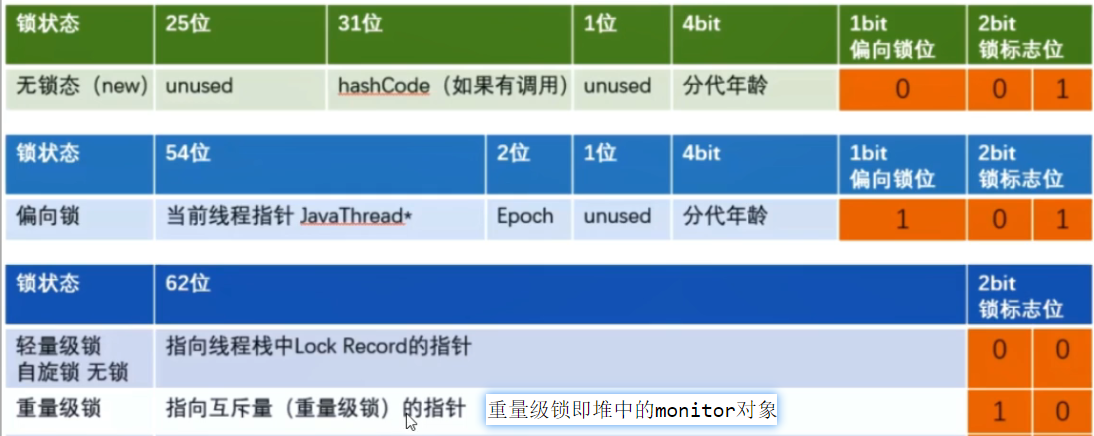 锁状态 25位 31位 1位 4bit 1bit 2bit
偏向锁位 锁标志位
无锁态（new） unused hashCode（如果有调用） unused 分代年龄 0 0 1
锁状态 54位 2位 1位 4bit 1bit 2bit
偏向锁位 锁标志位
偏向锁 当前线程指针 JavaThread* Epoch unused 分代年龄 1 0 1
锁状态 62位 2bit
锁标志位
轻量级锁 指向线程栈中Lock Record的指针 0 0
自旋锁 无锁
重量级锁 指向互斥量（重量级锁）的指针 重量级锁即堆中的monitor对象 1 0